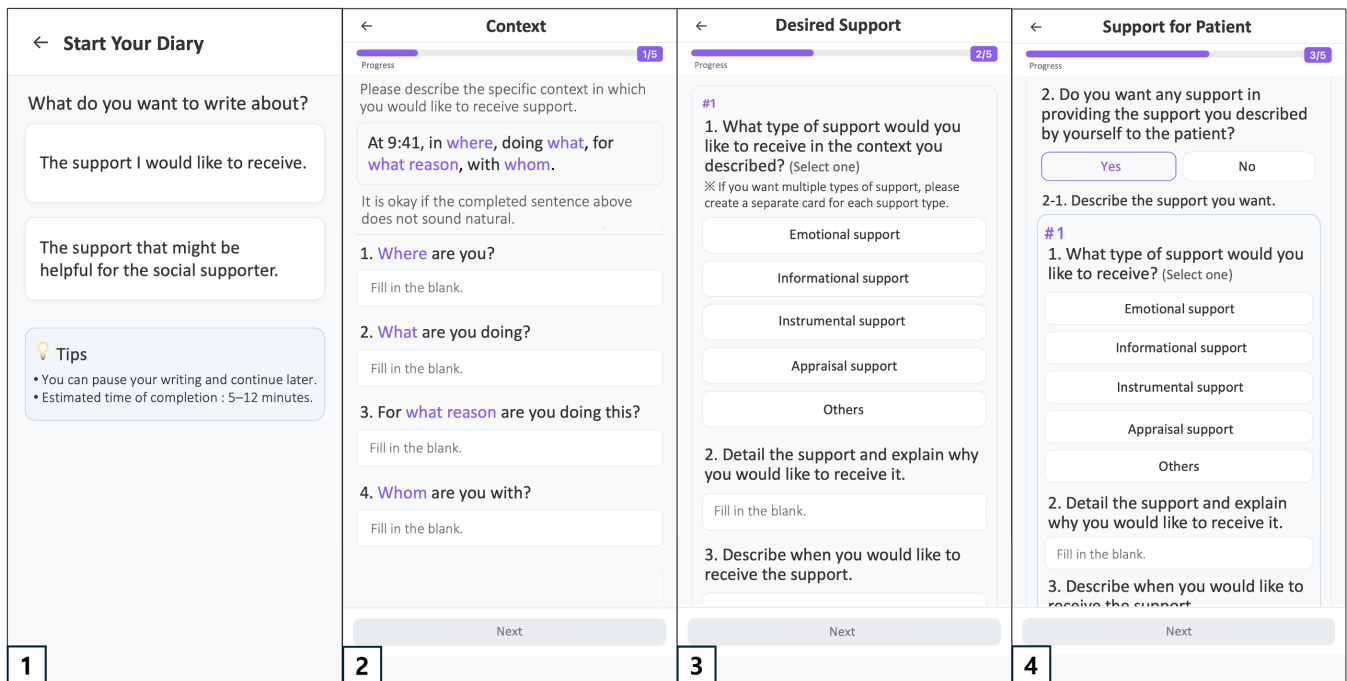 ← Start Your Diary
What do you want to write about?
The support I would like to receive.
The support that might be
helpful for the social supporter.
Tips
• You can pause your writing and continue later.
• Estimated time of completion : 5–12 minutes.
1
← Context
1/5
Progress
Please describe the specific context in which
you would like to receive support.
At 9:41, in where, doing what, for
what reason, with whom.
It is okay if the completed sentence above
does not sound natural.
1. Where are you?
Fill in the blank.
2. What are you doing?
Fill in the blank.
3. For what reason are you doing this?
Fill in the blank.
4. Whom are you with?
Fill in the blank.
Next
2
← Desired Support
2/5
Progress
#1
1. What type of support would you
like to receive in the context you
described? (Select one)
※ If you want multiple types of support, please
create a separate card for each support type.
Emotional support
Informational support
Instrumental support
Appraisal support
Others
2. Detail the support and explain why
you would like to receive it.
Fill in the blank.
3. Describe when you would like to
receive the support.
Next
3
← Support for Patient
3/5
Progress
2. Do you want any support in
providing the support you described
by yourself to the patient?
Yes
No
2-1. Describe the support you want.
#1
1. What type of support would you
like to receive? (Select one)
Emotional support
Informational support
Instrumental support
Appraisal support
Others
2. Detail the support and explain
why you would like to receive it.
Fill in the blank.
3. Describe when you would like to
receive the support.
Next
4